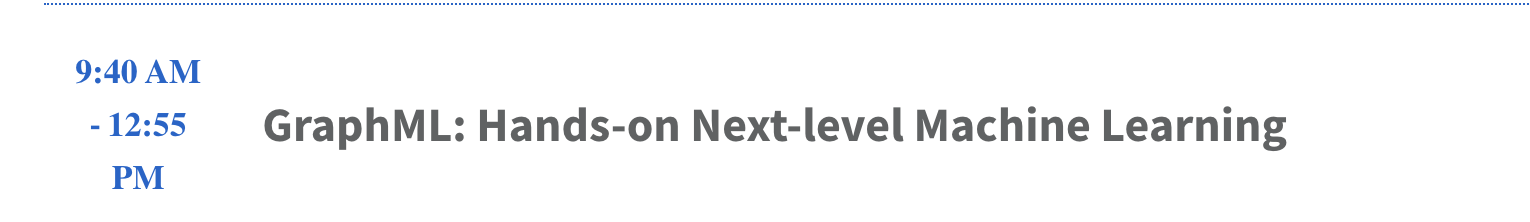 9:40 AM
- 12:55
PM
GraphML: Hands-on Next-level Machine Learning